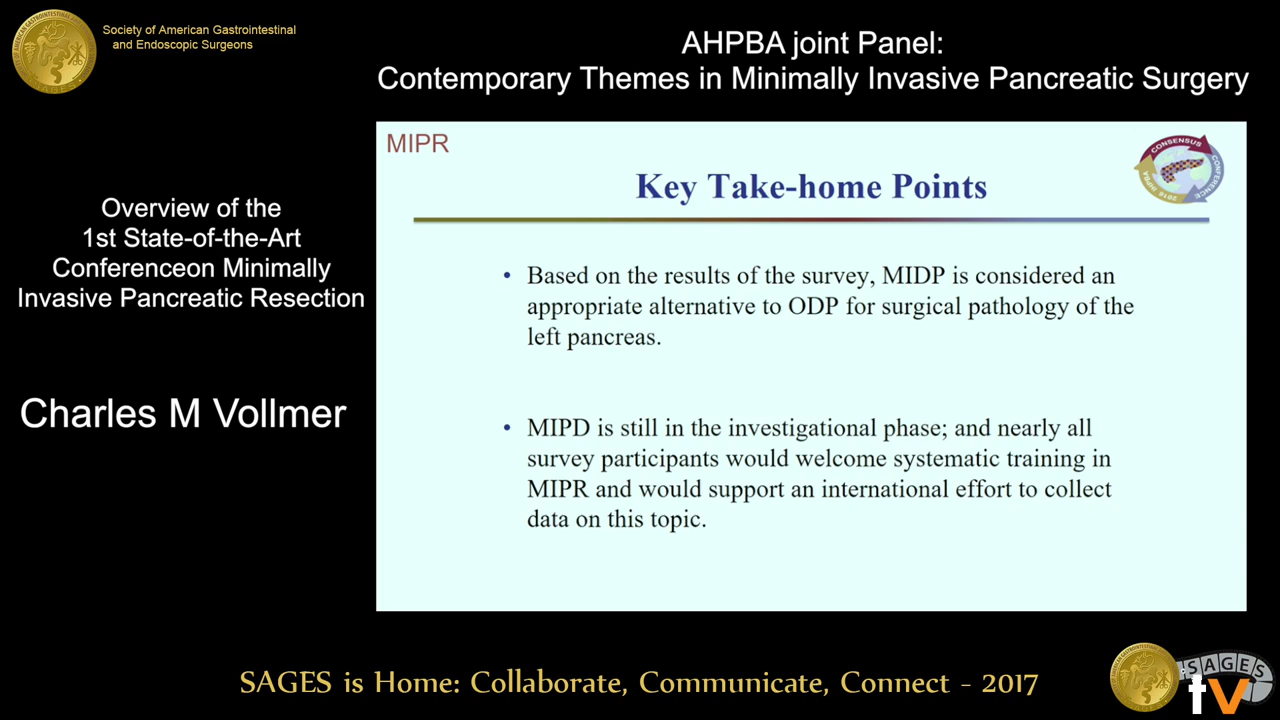 Society of American Gastrointestinal
and Endoscopic Surgeons
AHPBA joint Panel:
Contemporary Themes in Minimally Invasive Pancreatic Surgery
Overview of the
1st State-of-the-Art
Conferenceon Minimally
Invasive Pancreatic Resection
Charles M Vollmer
MIPR
CONSENSUS
CONFERENCE
Key Take-home Points
• Based on the results of the survey, MIDP is considered an
appropriate alternative to ODP for surgical pathology of the
left pancreas.
• MIPD is still in the investigational phase; and nearly all
survey participants would welcome systematic training in
MIPR and would support an international effort to collect
data on this topic.
SAGES is Home: Collaborate, Communicate, Connect - 2017
SAGES
tv